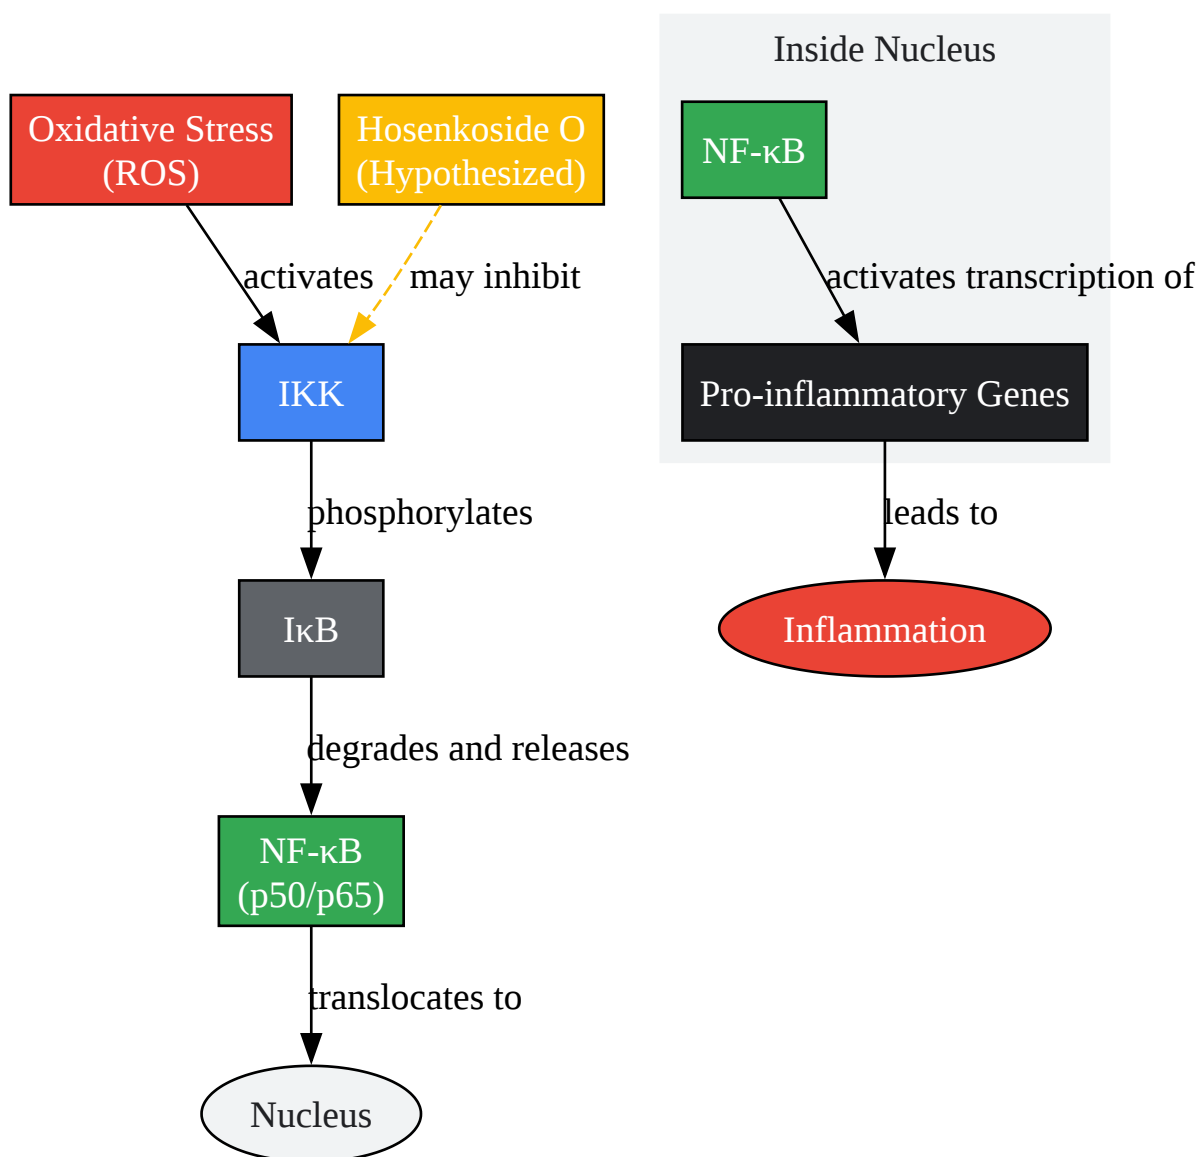 Inside Nucleus
Oxidative Stress
(ROS)
Hosenkoside O
(Hypothesized)
NF-κB
activates
may inhibit
activates transcription of
IKK
Pro-inflammatory Genes
phosphorylates
leads to
IκB
Inflammation
degrades and releases
NF-κB
(p50/p65)
translocates to
Nucleus